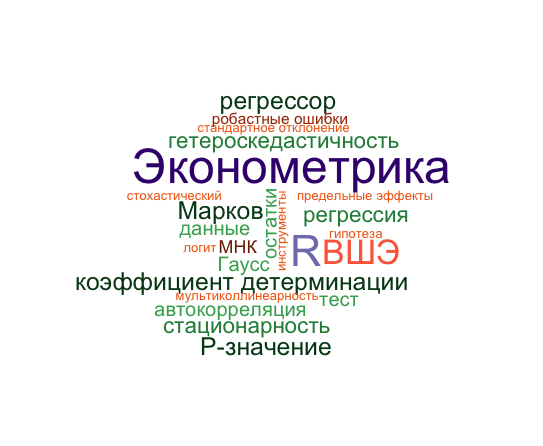 регрессор
робастные ошибки
стандартное отклонение
гетероскедастичность
Эконометрика
стохастический
предельные эффекты
Марков
остатки
инструменты
регрессия
данные
гипотеза
логит
МНК
R
ВШЭ
Гаусс
коэффициент детерминации
мультиколлинеарность
тест
автокорреляция
стационарность
P-значение